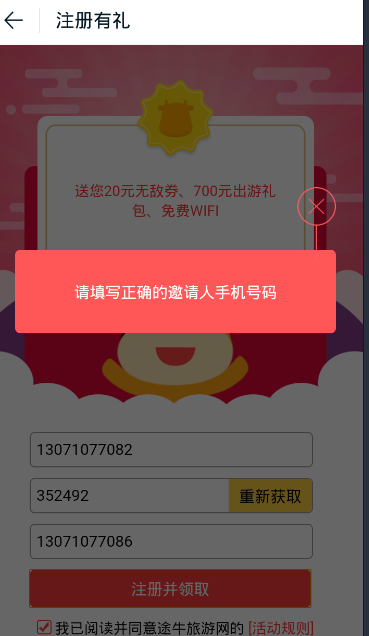 注册有礼
送您20元无敌券、700元出游礼
包、免费WIFI
请填写正确的邀请人手机号码
13071077082
352492
重新获取
13071077086
注册并领取
我已阅读并同意途牛旅游网的 [活动规则]